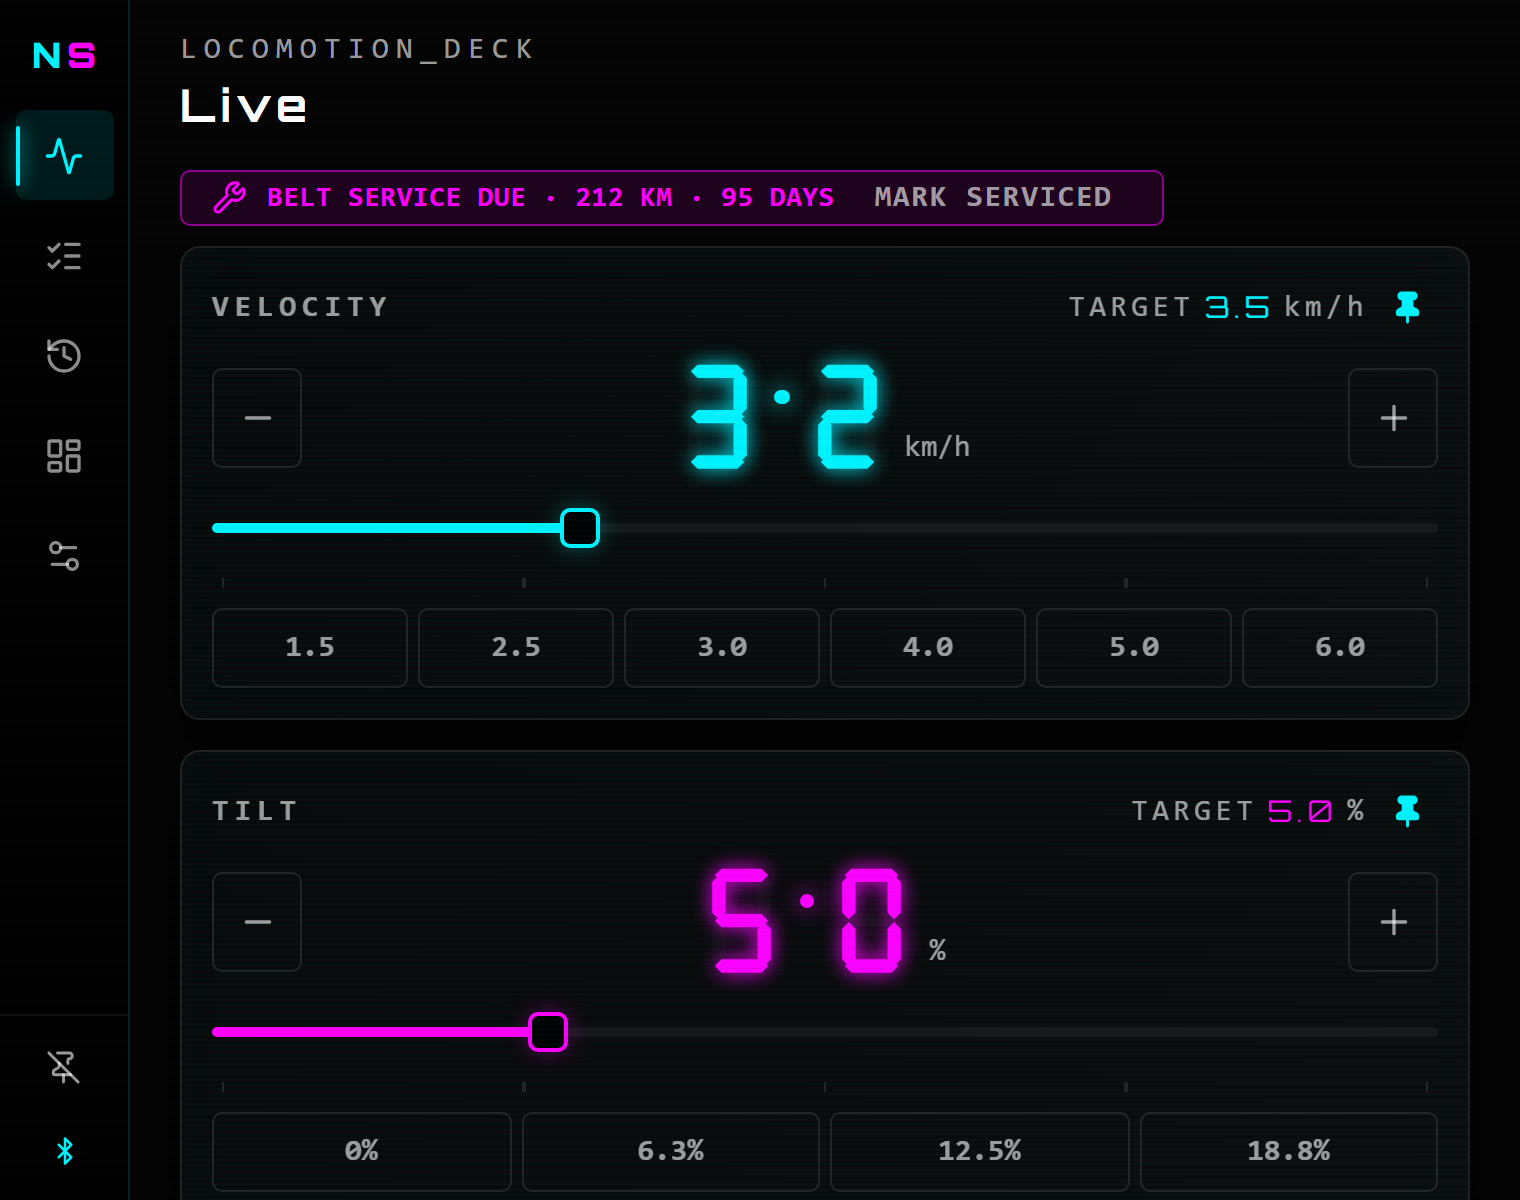 NS
LOCOMOTION_DECK
Live
BELT SERVICE DUE · 212 KM · 95 DAYS MARK SERVICED
VELOCITY TARGET 3.5 km/h
3.2 km/h
1.5 2.5 3.0 4.0 5.0 6.0
TILT TARGET 5.0 %
5.0 %
0% 6.3% 12.5% 18.8%